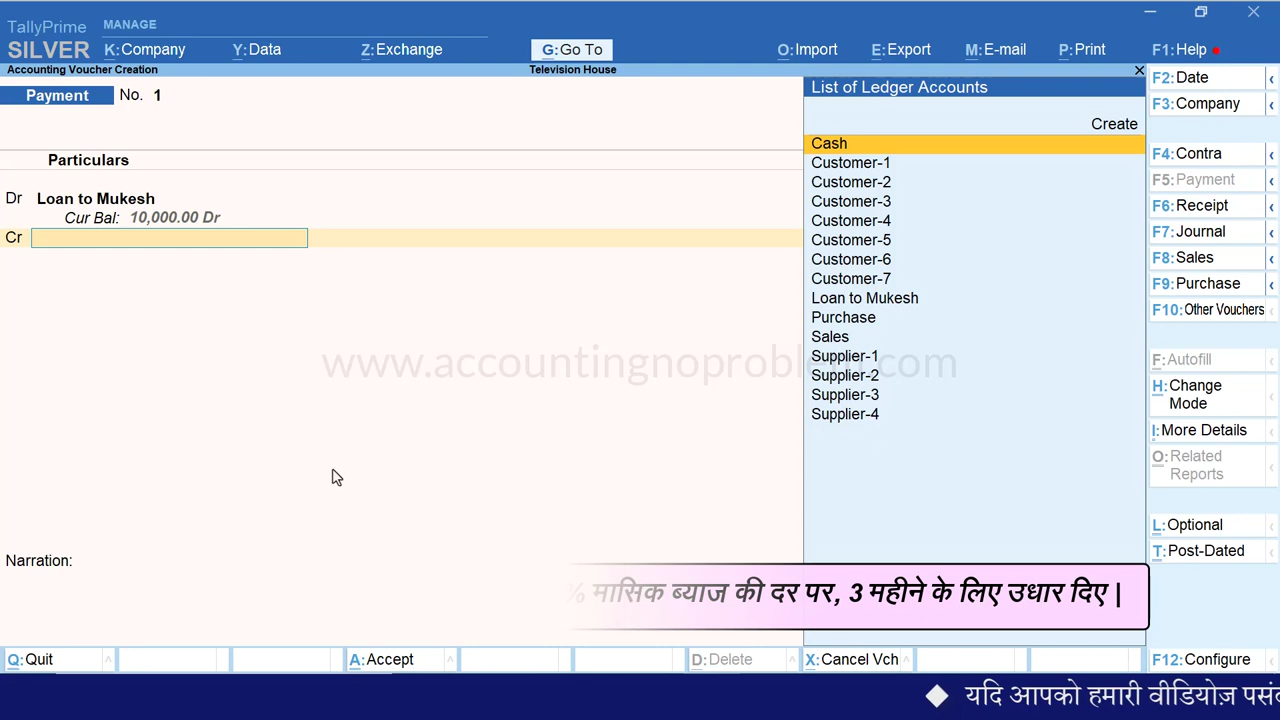 TallyPrime MANAGE
SILVER K:Company Y:Data Z:Exchange G:Go To O:Import E:Export M:E-mail P:Print F1:Help
Accounting Voucher Creation Television House
Payment No. 1
Particulars
Dr Loan to Mukesh
Cur Bal: 10,000.00 Dr
Cr
Narration:
List of Ledger Accounts
Create
Cash
Customer-1
Customer-2
Customer-3
Customer-4
Customer-5
Customer-6
Customer-7
Loan to Mukesh
Purchase
Sales
Supplier-1
Supplier-2
Supplier-3
Supplier-4
www.accountingnoproblem.com
F2:Date
F3:Company
F4:Contra
F5:Payment
F6:Receipt
F7:Journal
F8:Sales
F9:Purchase
F10:Other Vouchers
F:Autofill
H:Change
Mode
I:More Details
O:Related
Reports
L:Optional
T:Post-Dated
% मासिक ब्याज की दर पर, 3 महीने के लिए उधार दिए |
Q:Quit A:Accept D:Delete X:Cancel Vch F12:Configure
यदि आपको हमारी वीडियोज़